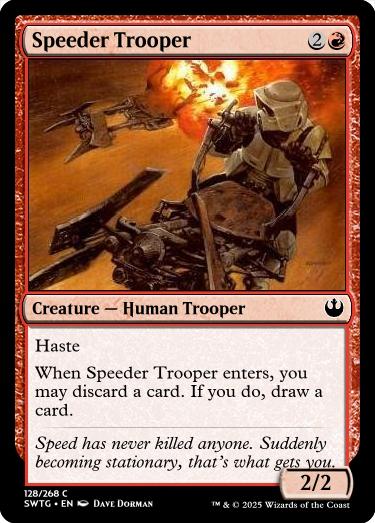 Speeder Trooper 2
Creature — Human Trooper
Haste
When Speeder Trooper enters, you
may discard a card. If you do, draw a
card.
Speed has never killed anyone. Suddenly
becoming stationary, that's what gets you.
2/2
128/268 C
SWTG • EN Dave Dorman ™ & © 2025 Wizards of the Coast